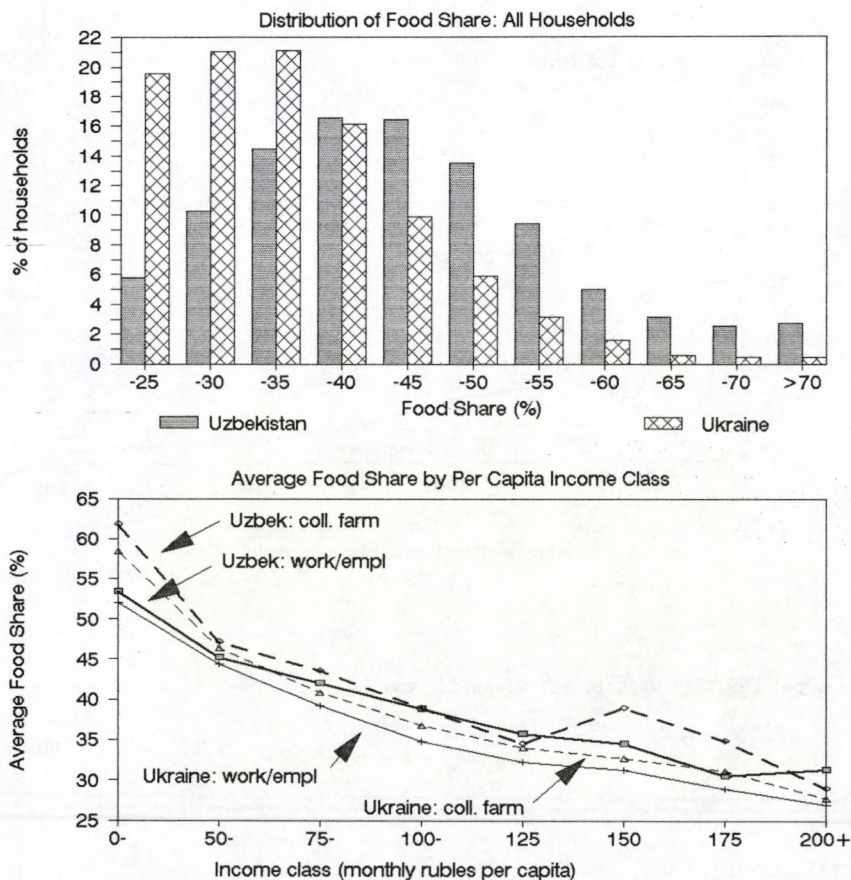 Distribution of Food Share: All Households
% of households
22
20
18
16
14
12
10
8
6
4
2
0
-25 -30 -35 -40 -45 -50 -55 -60 -65 -70 >70
Food Share (%)
Uzbekistan Ukraine
Average Food Share by Per Capita Income Class
Average Food Share (%)
65
60
55
50
45
40
35
30
25
Uzbek: coll. farm
Uzbek: work/empl
Ukraine: work/empl
Ukraine: coll. farm
0- 50- 75- 100 125 150 175 200+
Income class (monthly rubles per capita)